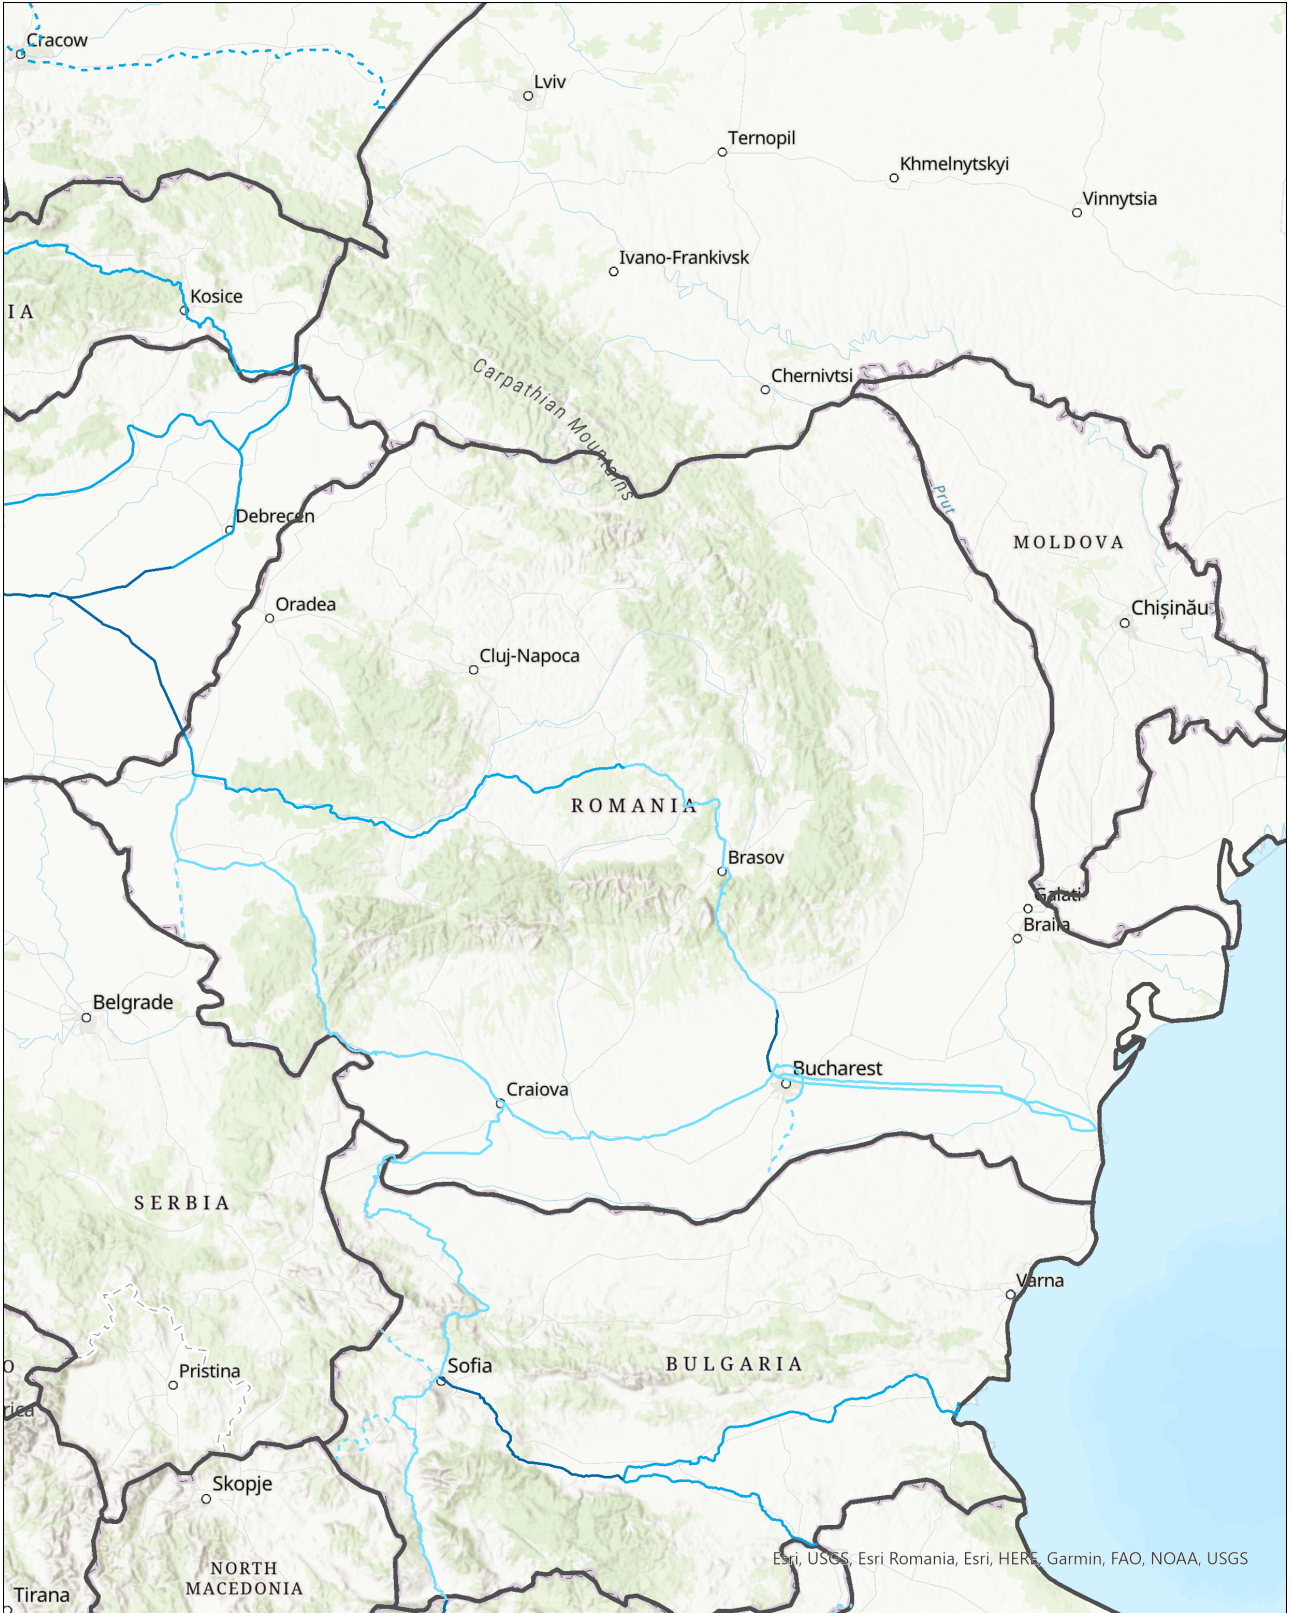 Cracow
Lviv
Ternopil
Khmelnytskyi
Vinnytsia
Ivano-Frankivsk
Kosice
IA
Carpathian Mountains
Chernivtsi
Prut
Debrecen
MOLDOVA
Oradea
Chișinău
Cluj-Napoca
ROMANIA
Brasov
Galati
Braila
Belgrade
Bucharest
Craiova
SERBIA
Varna
O
Pristina
Sofia
BULGARIA
rica
Skopje
Esri, USGS, Esri Romania, Esri, HERE, Garmin, FAO, NOAA, USGS
NORTH
MACEDONIA
Tirana